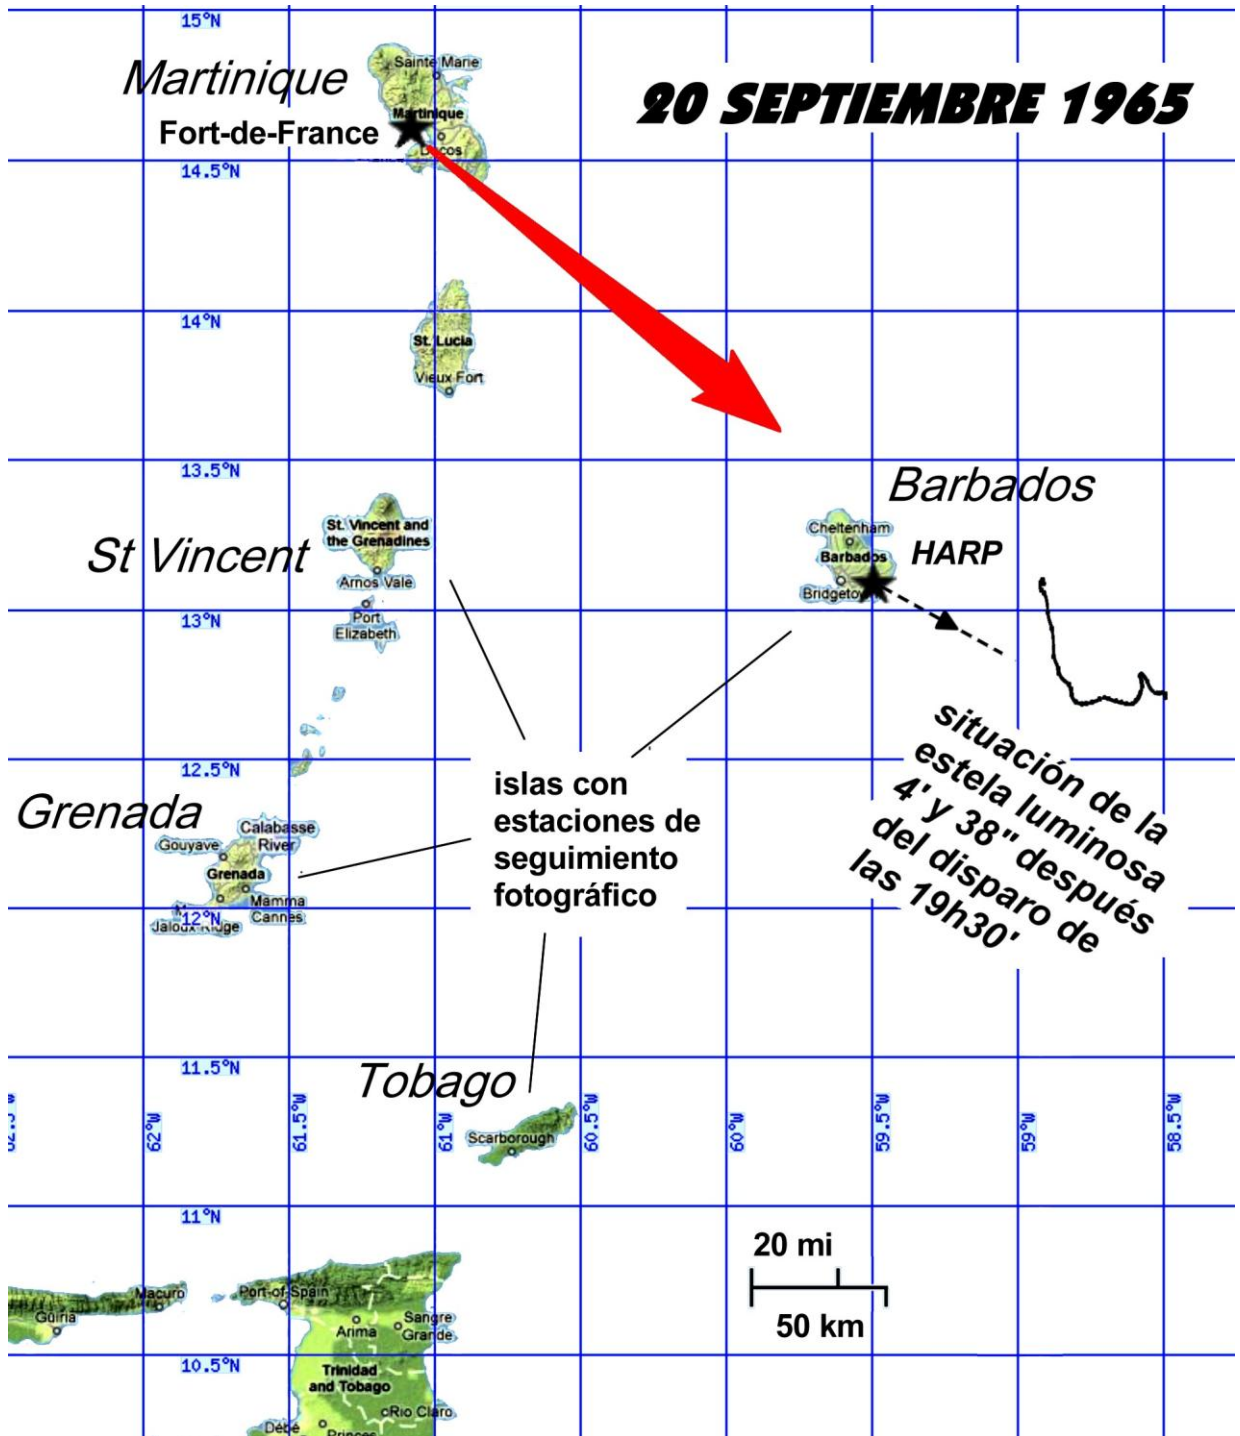 15°N
Martinique
Sainte Marie
20 SEPTIEMBRE 1965
Martinique
Fort-de-France
14.5°N
14°N
St. Lucia
Vieux Fort
13.5°N
Barbados
St. Vincent and
the Grenadines
Cheltenham
Barbados
HARP
St Vincent
Arnos Vale
Port
Elizabeth
13°N
situación de la
estela luminosa
4' y 38" después
del disparo de
las 19h30'
12.5°N
islas con
estaciones de
seguimiento
fotográfico
Grenada
Calabasse
River
Gouyave
Grenada
Mamma
Cannes
12°N
11.5°N
Tobago
Scarborough
62°W
61.5°W
61°W
60.5°W
60°W
59.5°W
59°W
58.5°W
11°N
20 mi
50 km
Macuro
Port-of-Spain
Güiria
Arima
Sangre
Grande
10.5°N
Trinidad
and Tobago
Rio Claro
Débé